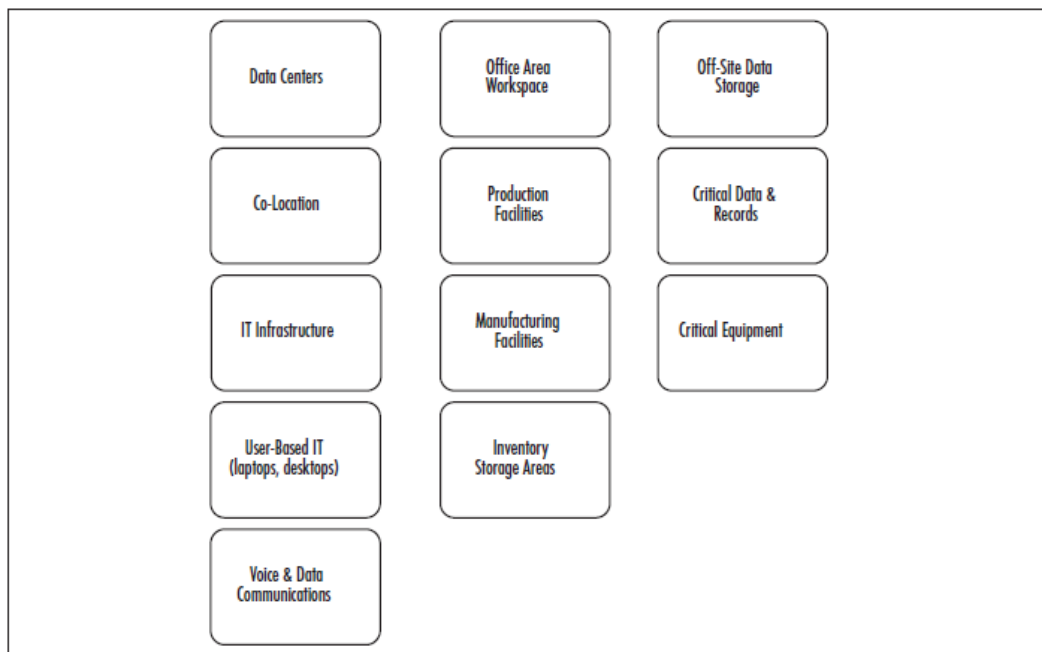 Data Centers
Office Area
Workspace
Off-Site Data
Storage
Co-Location
Production
Facilities
Critical Data &
Records
IT Infrastructure
Manufacturing
Facilities
Critical Equipment
User-Based IT
(laptops, desktops)
Inventory
Storage Areas
Voice & Data
Communications